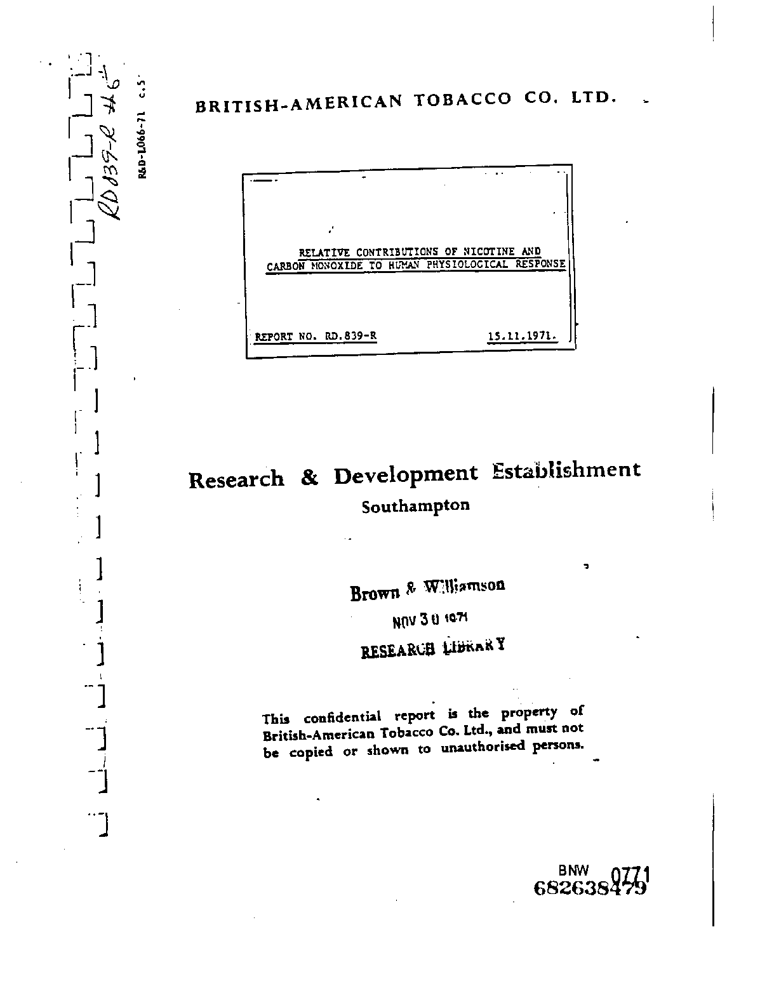 BRITISH-AMERICAN TOBACCO CO. LTD.
RD 839-R #6
R&D-L066-71 c.5
RELATIVE CONTRIBUTIONS OF NICOTINE AND
CARBON MONOXIDE TO HUMAN PHYSIOLOGICAL RESPONSE
REPORT NO. RD.839-R 15.11.1971.
Research & Development Establishment
Southampton
Brown & Williamson
NOV 30 1971
RESEARCH LIBRARY
This confidential report is the property of
British-American Tobacco Co. Ltd., and must not
be copied or shown to unauthorised persons.
BNW 0771
682638479